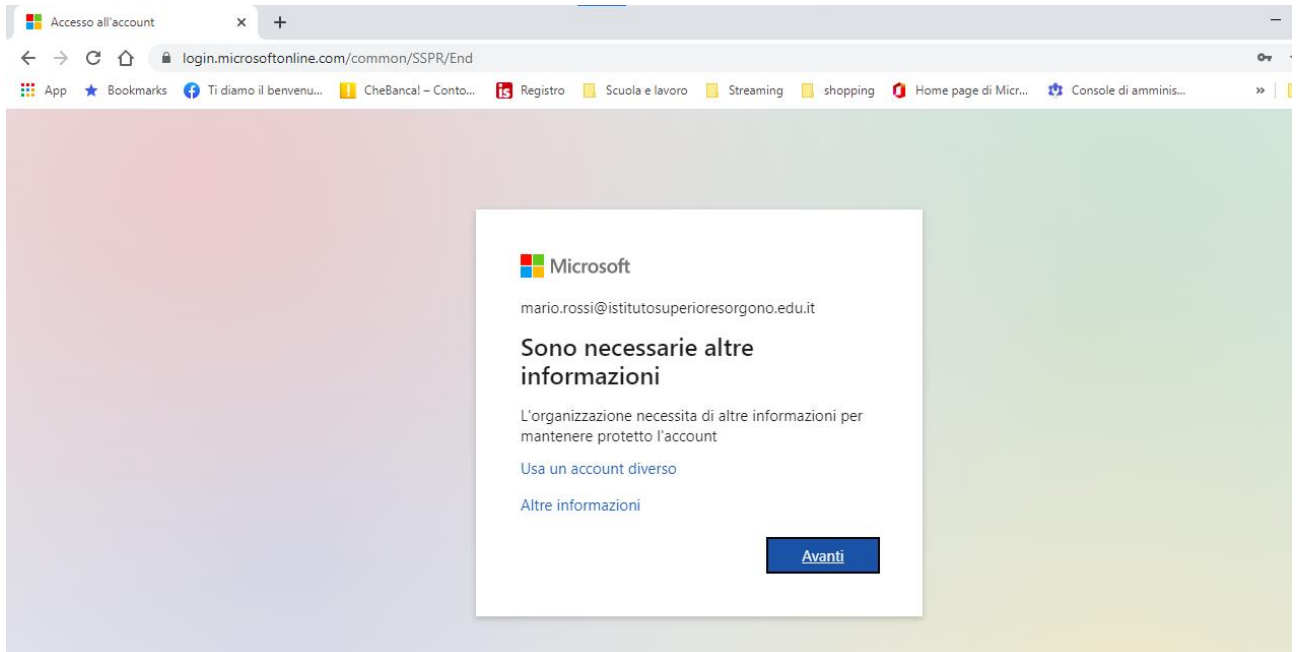 Accesso all'account
login.microsoftonline.com/common/SSPR/End
App Bookmarks Ti diamo il benvenu... CheBanca! – Conto... is Registro Scuola e lavoro Streaming shopping Home page di Micr... Console di amminis... »
Microsoft
mario.rossi@istitutosuperioresorgono.edu.it
Sono necessarie altre
informazioni
L'organizzazione necessita di altre informazioni per
mantenere protetto l'account
Usa un account diverso
Altre informazioni
Avanti